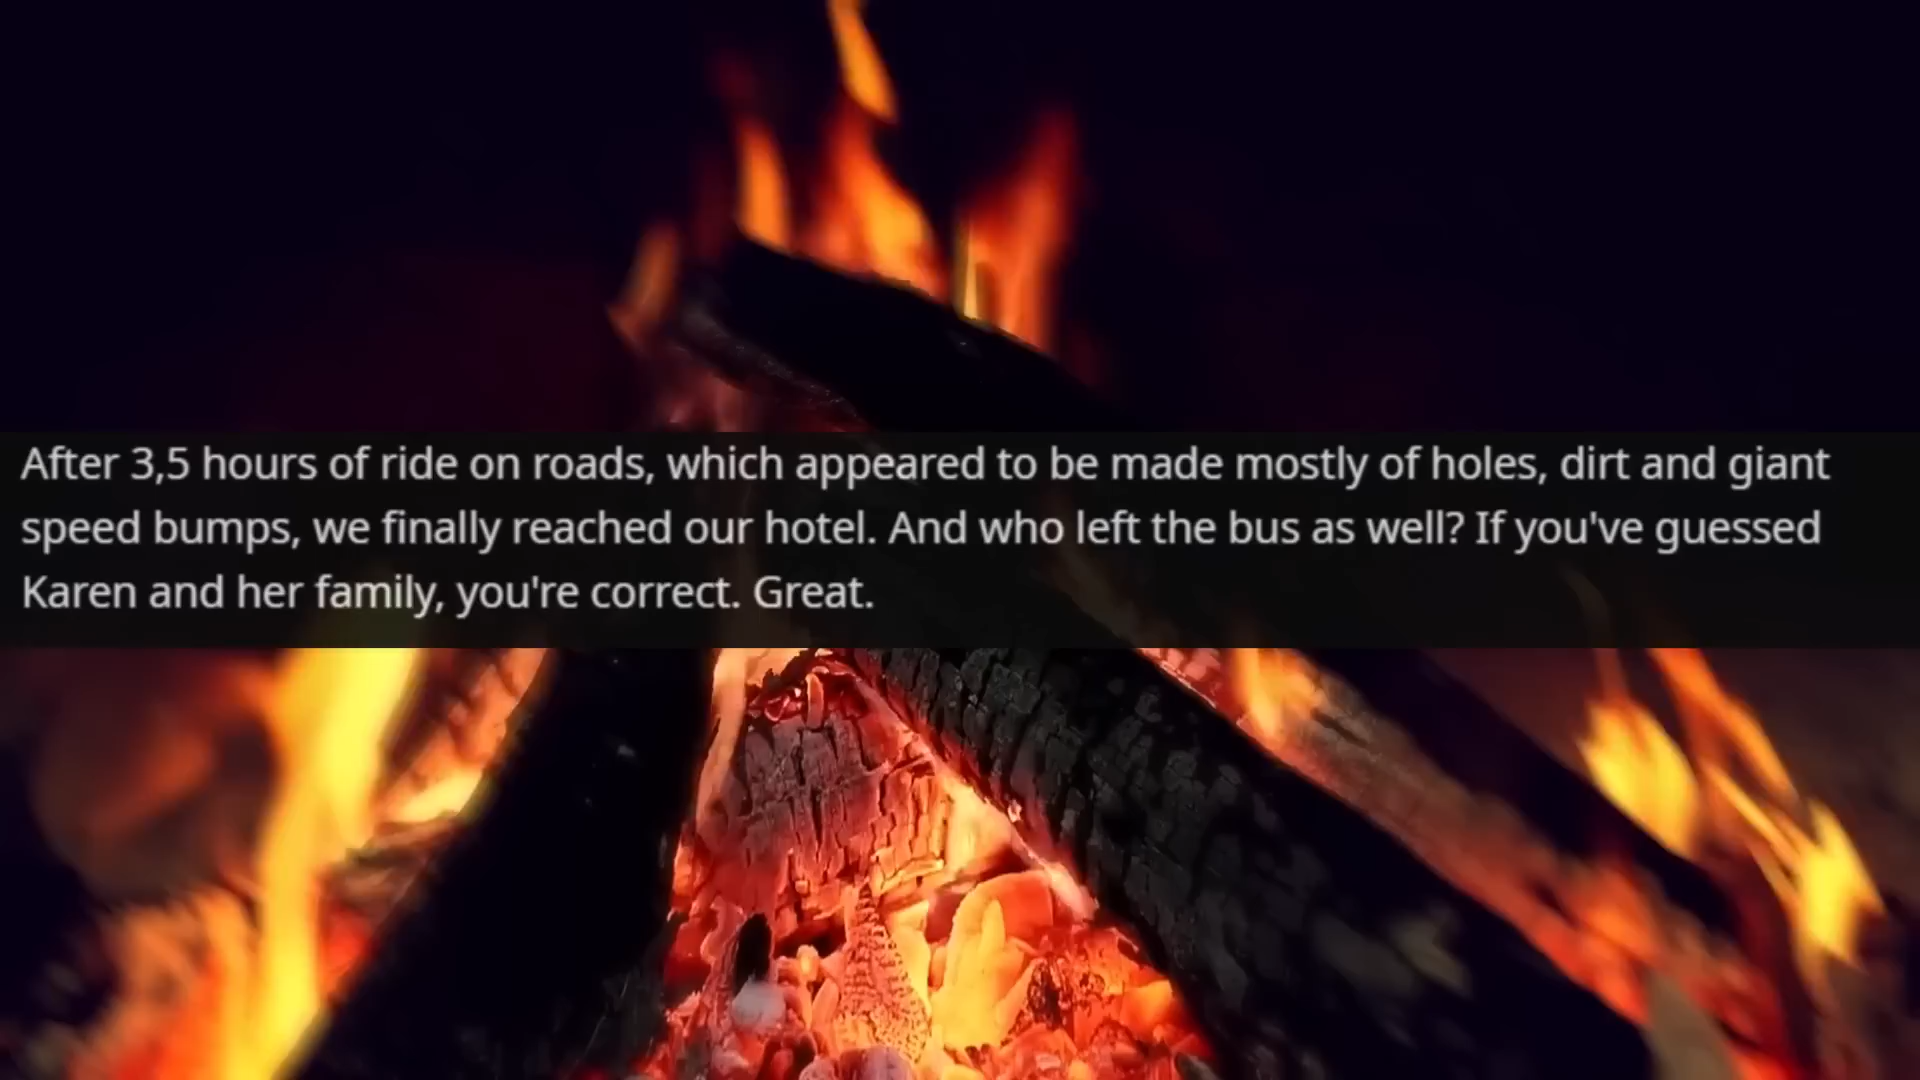 After 3,5 hours of ride on roads, which appeared to be made mostly of holes, dirt and giant
speed bumps, we finally reached our hotel. And who left the bus as well? If you've guessed
Karen and her family, you're correct. Great.